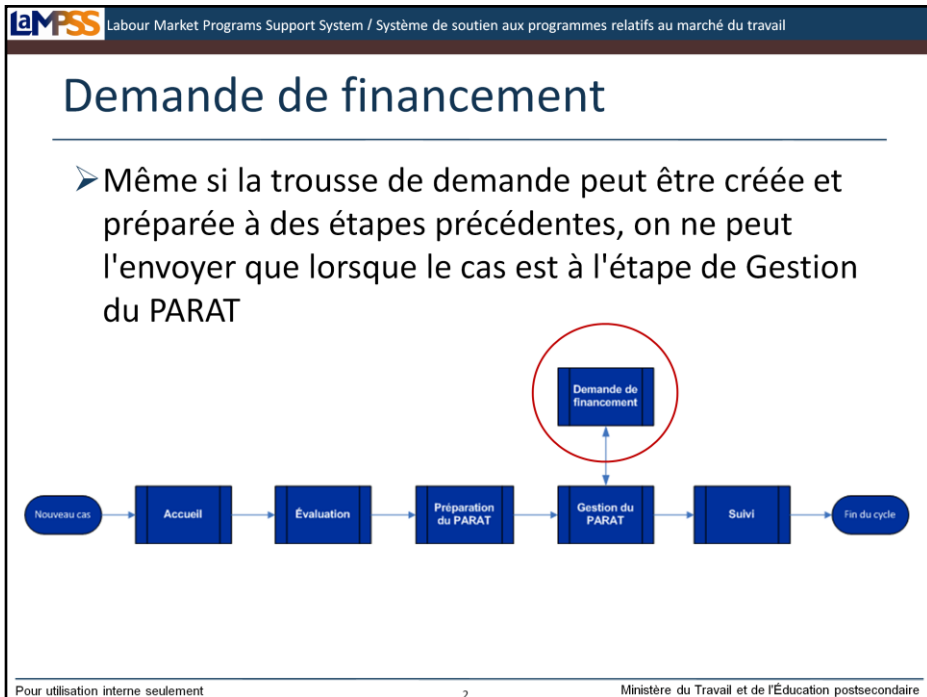 LaMPSS Labour Market Programs Support System / Système de soutien aux programmes relatifs au marché du travail
Demande de financement
➢Même si la trousse de demande peut être créée et
préparée à des étapes précédentes, on ne peut
l'envoyer que lorsque le cas est à l'étape de Gestion
du PARAT
Demande de
financement
Nouveau cas
Accueil
Évaluation
Préparation
du PARAT
Gestion du
PARAT
Suivi
Fin du cycle
Pour utilisation interne seulement
2
Ministère du Travail et de l'Éducation postsecondaire